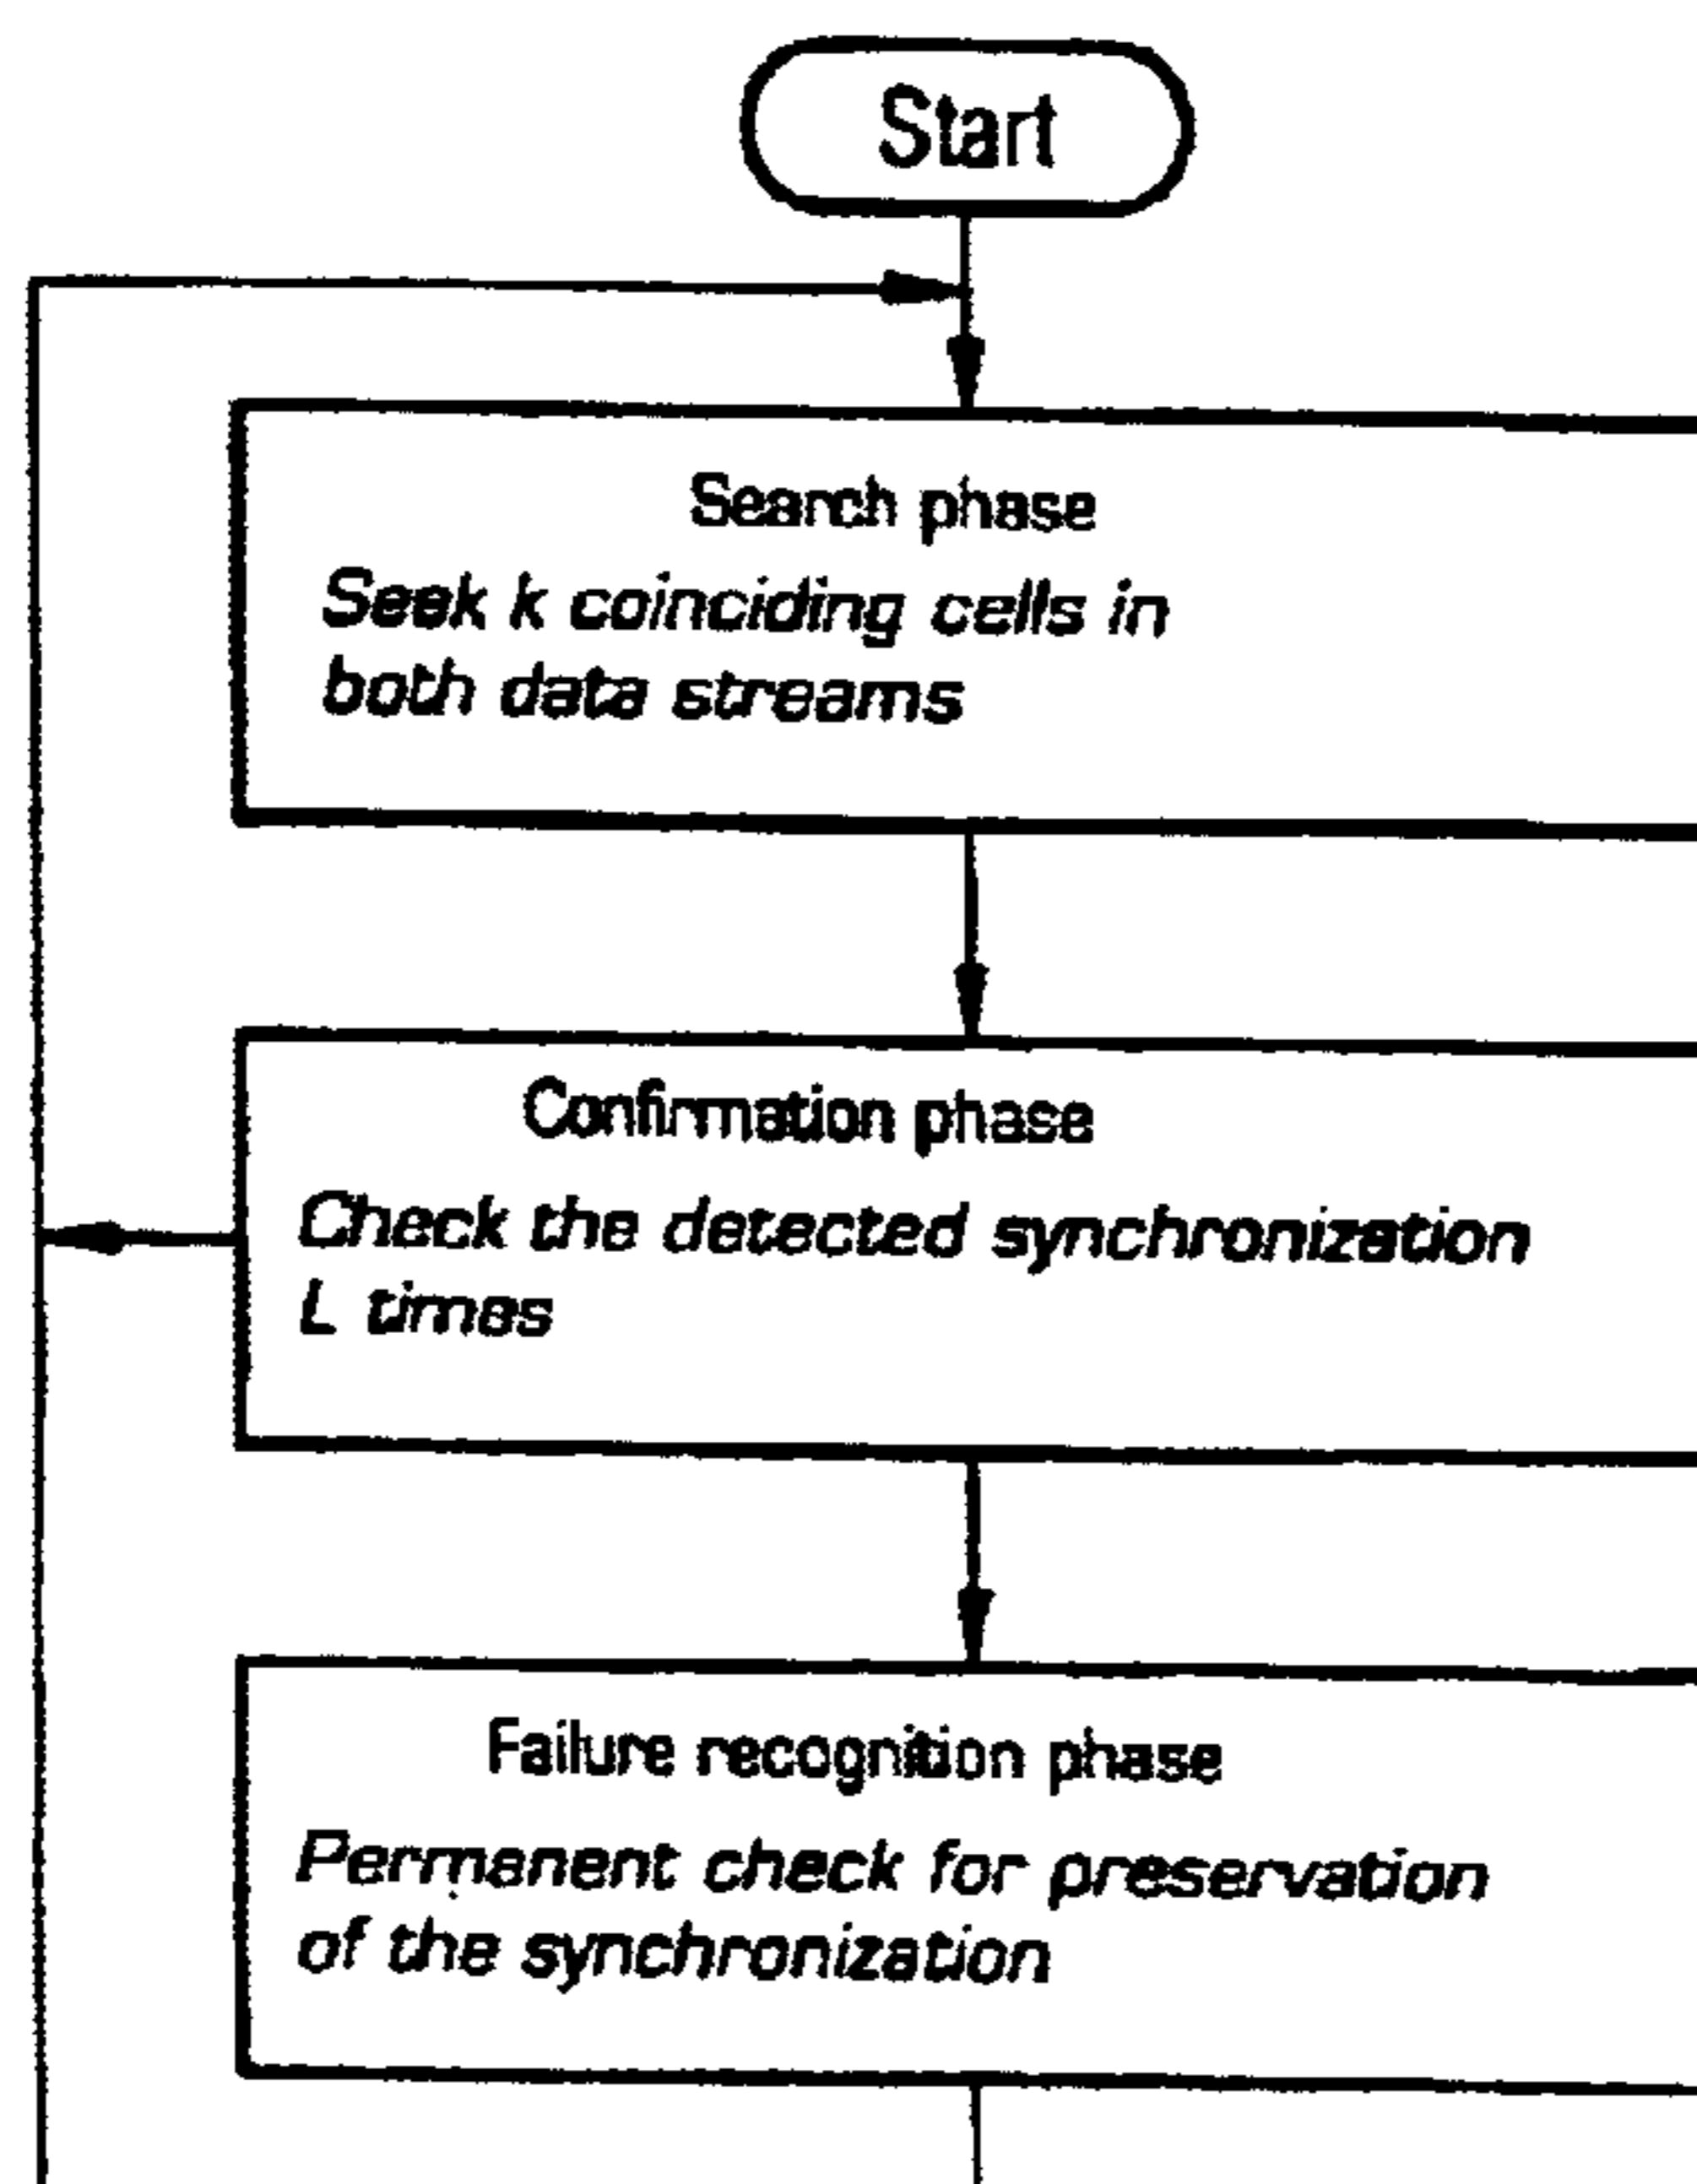 Start
Search phase
Seek k coinciding cells in
both data streams
Confirmation phase
Check the detected synchronization
L times
Failure recognition phase
Permanent check for preservation
of the synchronization